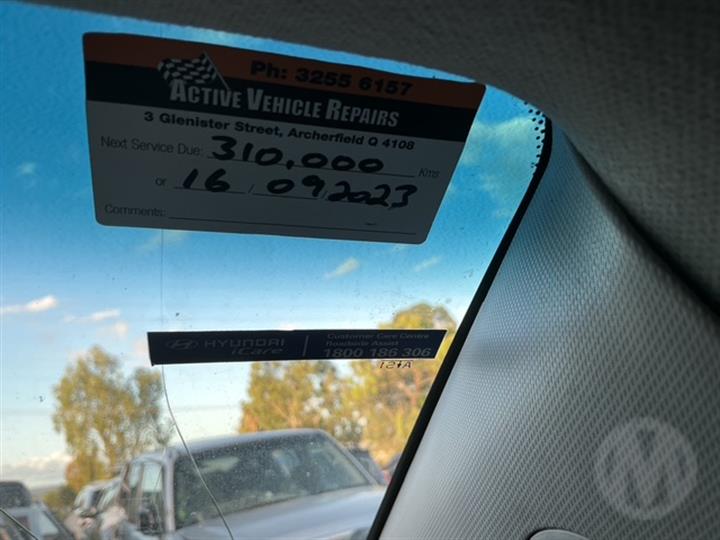 Ph: 3255 6157
ACTIVE VEHICLE REPAIRS
3 Glenister Street, Archerfield Q 4108
Next Service Due: 310,000 Kms
or 16 / 09 / 2023
Comments:
HYUNDAI
iCare
Customer Care Centre
Roadside Assist
1800 186 306
M